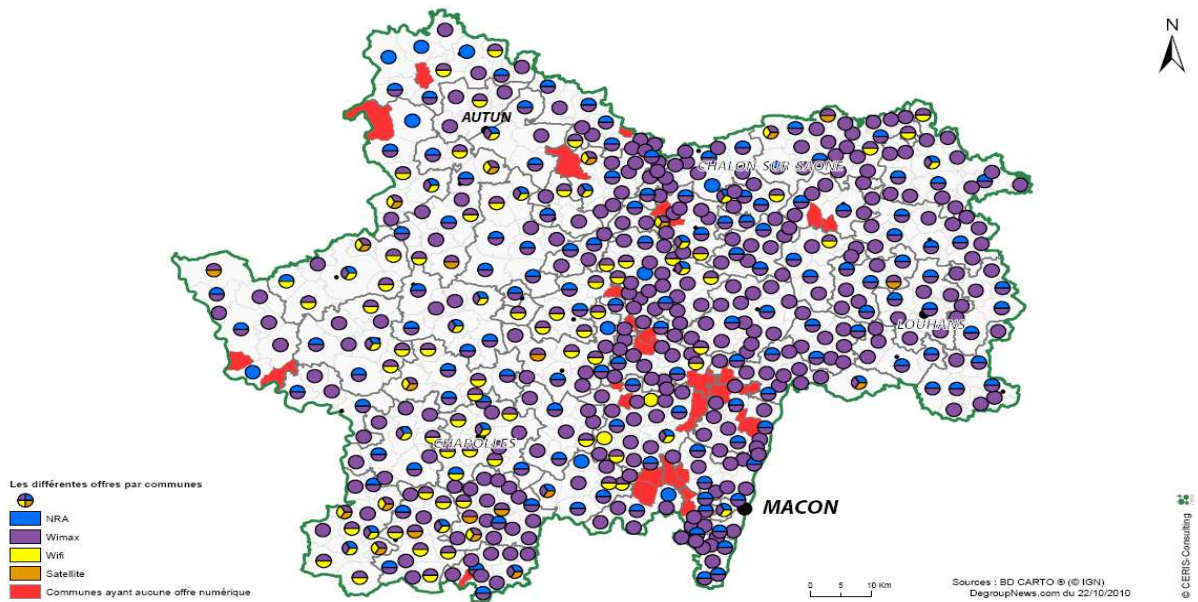 N
AUTUN
CHALON-SUR-SAONE
LOUHANS
CHAROLLES
MACON
Les différentes offres par communes
NRA
Wimax
Wifi
Satellite
Communes ayant aucune offre numérique
0 5 10 Km
Sources : BD CARTO ® (© IGN)
DegroupNews.com du 22/10/2010
© CERIS-Consulting